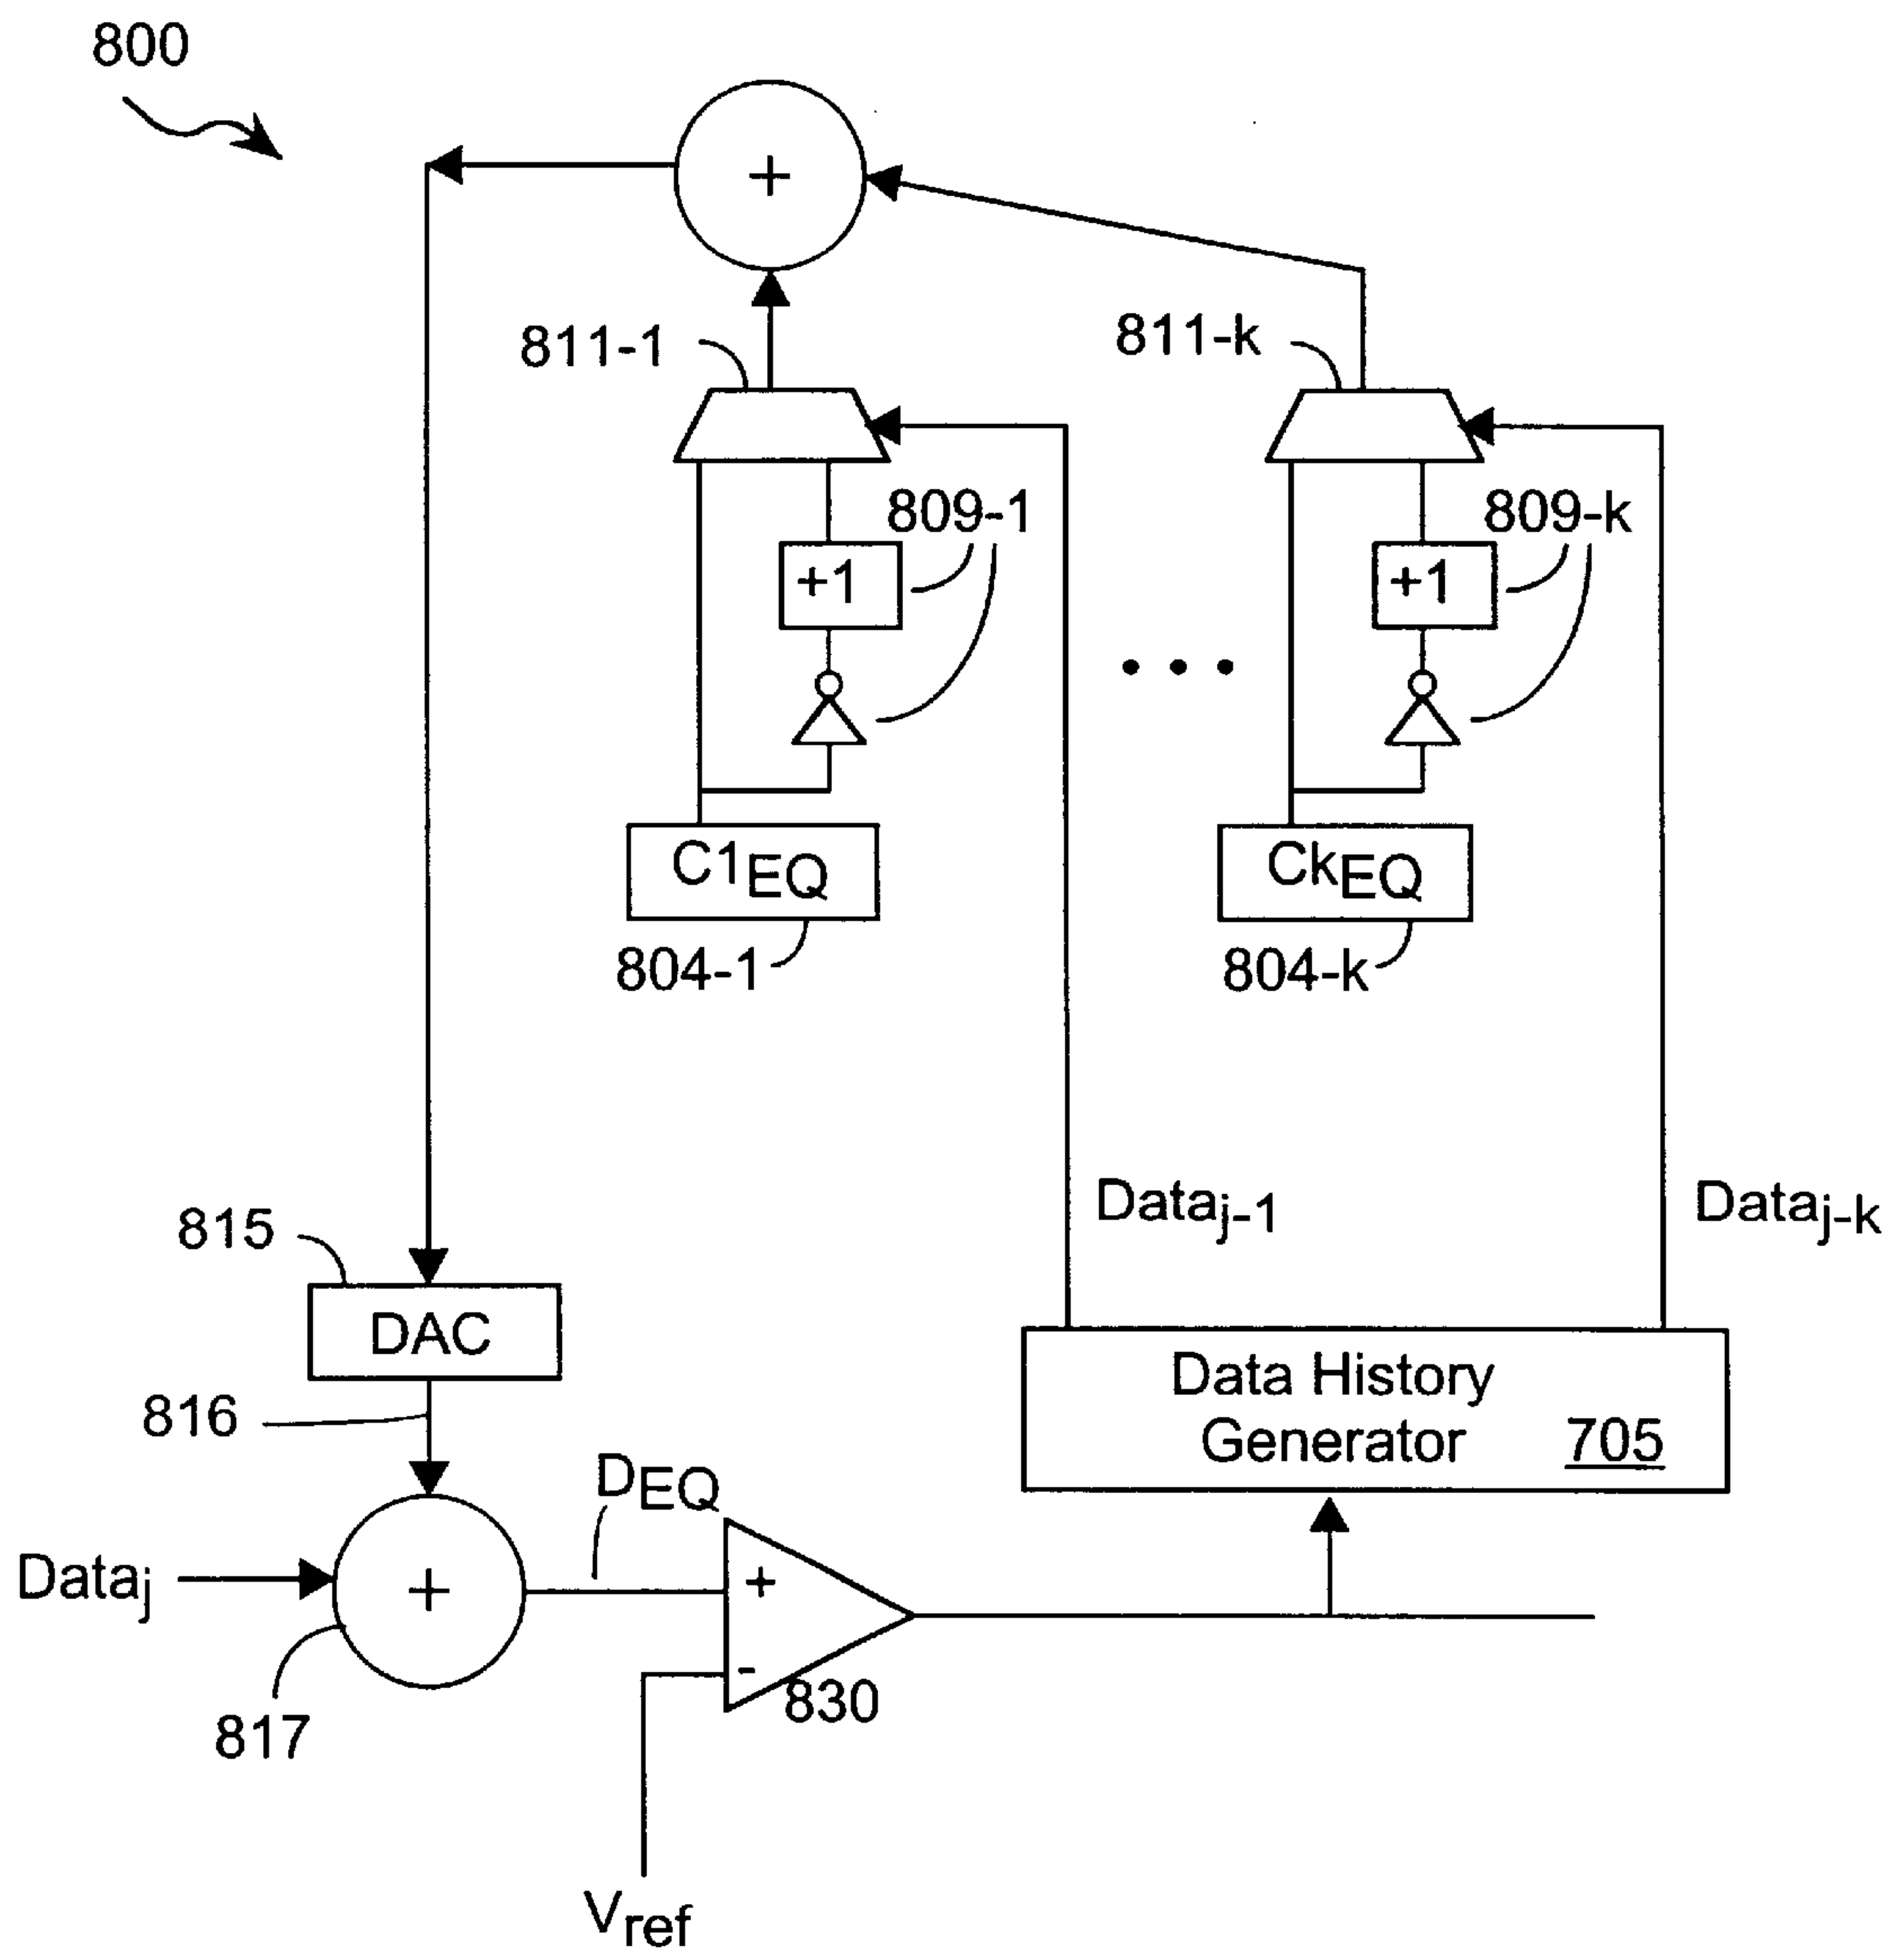 800
+
811-1
811-k
809-1
809-k
+1
+1
C1EQ
CkEQ
804-1
804-k
Dataj-1
Dataj-k
815
DAC
816
Data History
Generator 705
DEQ
Dataj
+
+
-
830
817
Vref